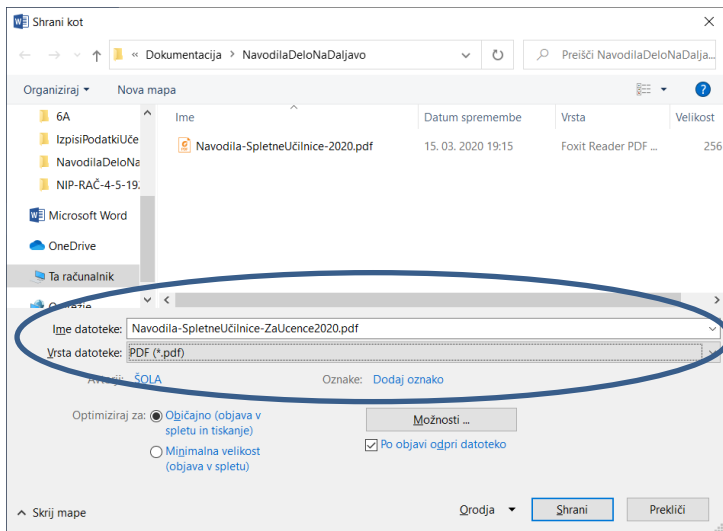 Shrani kot
« Dokumentacija > NavodilaDeloNaDaljavo
Preišči NavodilaDeloNaDalja...
Organiziraj
Nova mapa
Ime
Datum spremembe
Vrsta
Velikost
6A
IzpisiPodatkiUče
NavodilaDeloNa
NIP-RAČ-4-5-19.
Microsoft Word
OneDrive
Ta računalnik
Navodila-SpletneUčilnice-2020.pdf
15. 03. 2020 19:15
Foxit Reader PDF ...
256
Ime datoteke: Navodila-SpletneUčilnice-ZaUcence2020.pdf
Vrsta datoteke: PDF (*.pdf)
ŠOLA
Oznake: Dodaj oznako
Optimiziraj za:
Običajno (objava v
spletu in tiskanje)
Minimalna velikost
(objava v spletu)
Možnosti ...
Po objavi odpri datoteko
Skrij mape
Orodja
Shrani
Prekliči